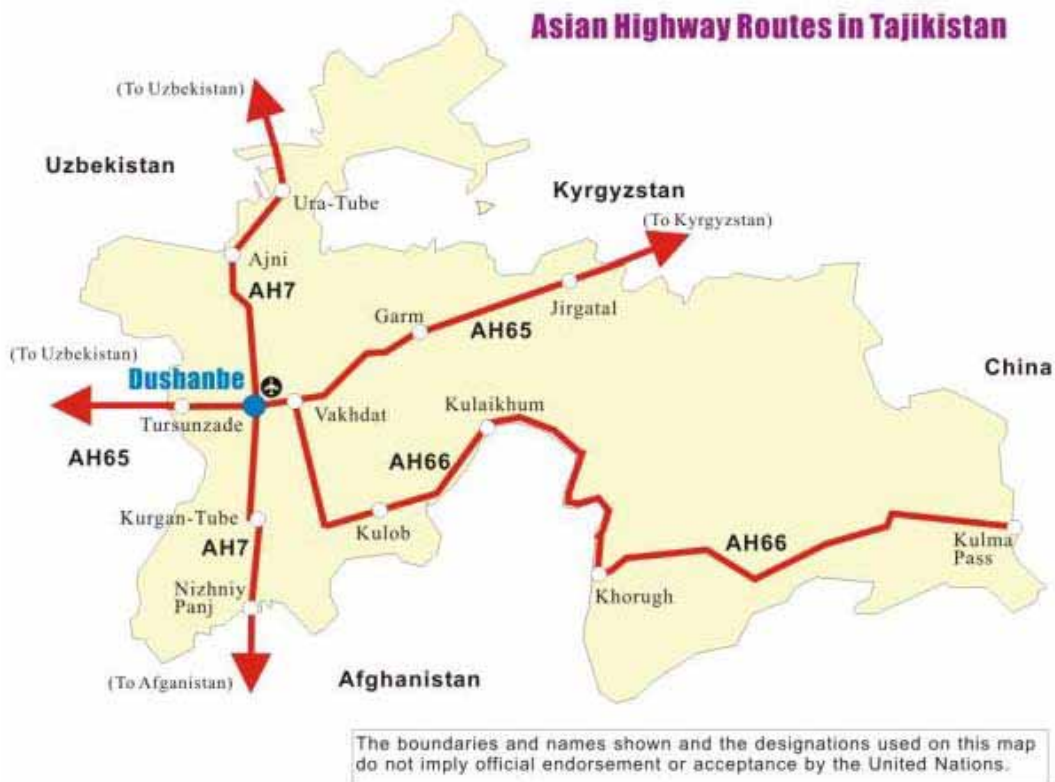 Asian Highway Routes in Tajikistan
(To Uzbekistan)
Uzbekistan
Kyrgyzstan
Ura-Tube
(To Kyrgyzstan)
Ajni
AH7
Jirgatal
Garm
AH65
(To Uzbekistan)
China
Dushanbe
Kulaikhum
Vakhdat
Tursunzade
AH65
AH66
Kurgan-Tube
Kulob
AH7
AH66
Kulma
Pass
Nizhniy
Panj
Khorugh
(To Afganistan)
Afghanistan
The boundaries and names shown and the designations used on this map
do not imply official endorsement or acceptance by the United Nations.